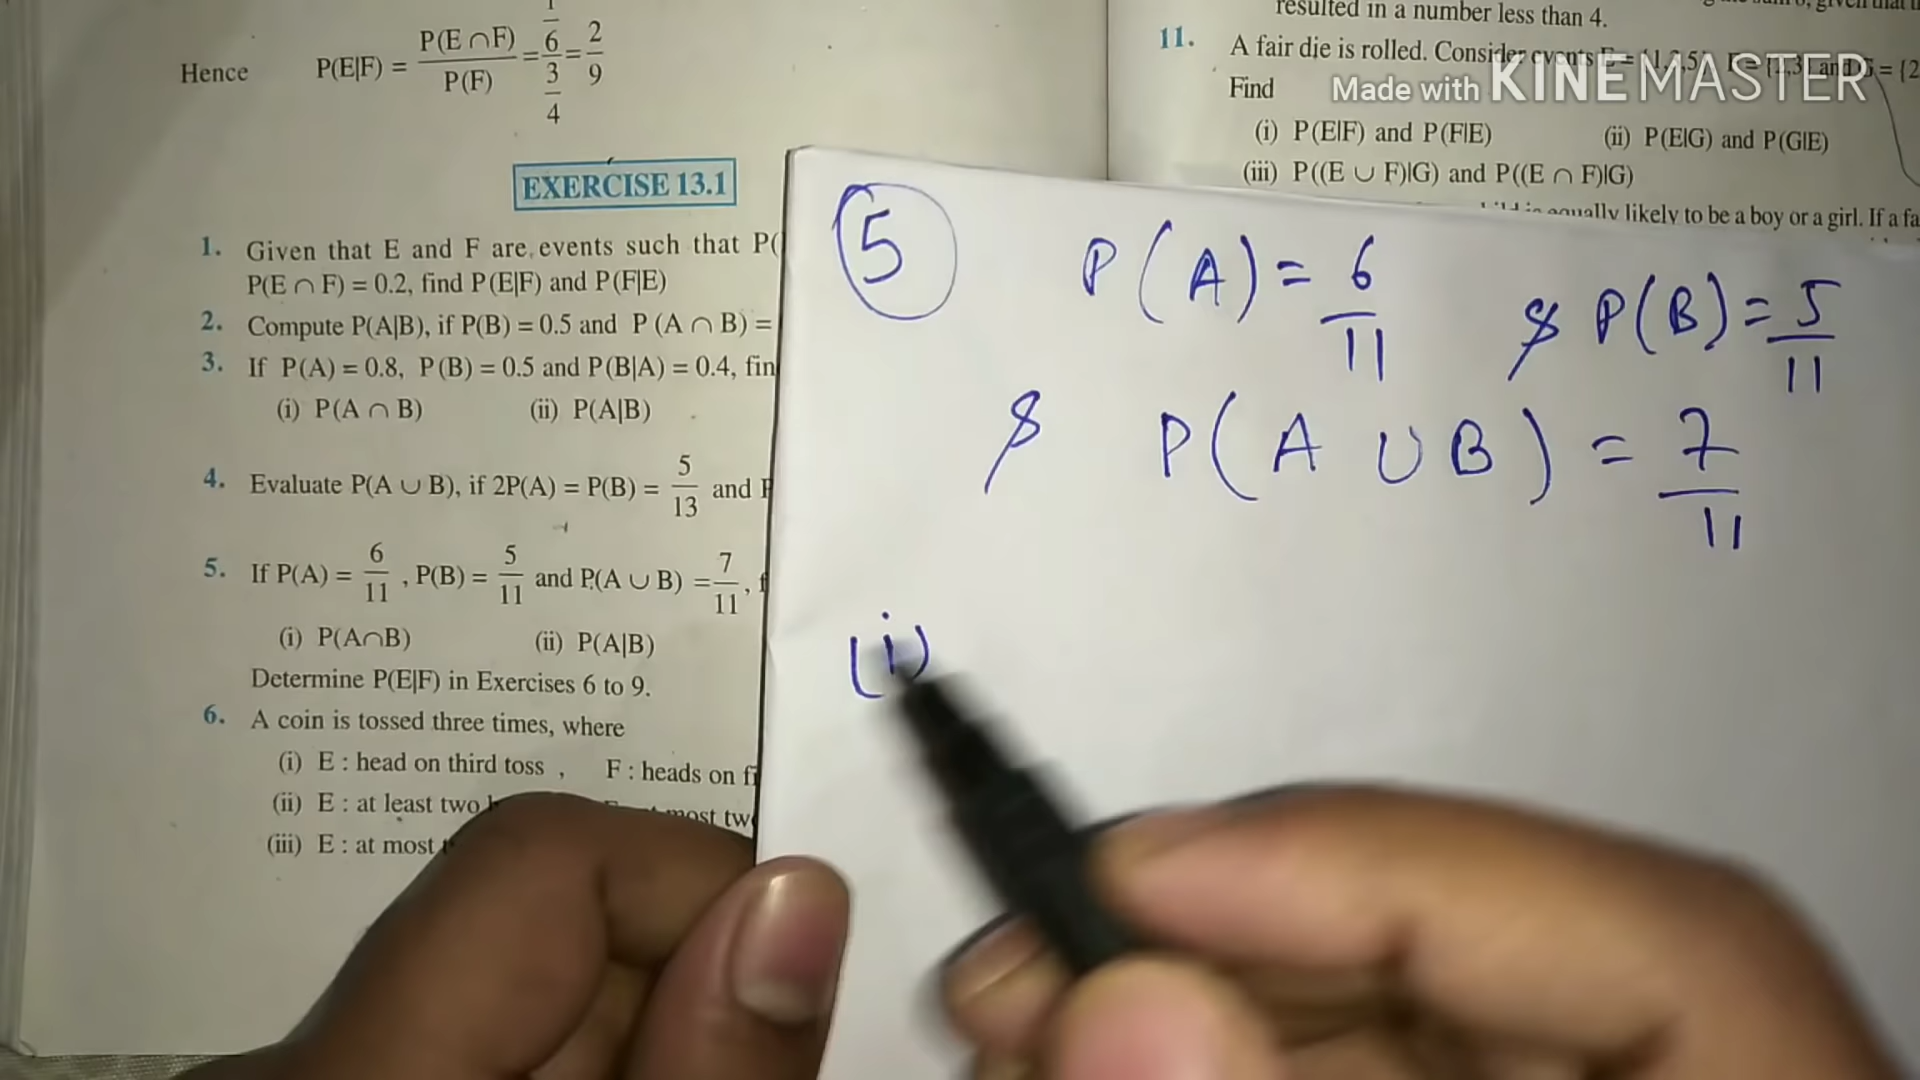 Hence P(E|F) = P(E ∩ F) / P(F) = 1/6 / 3/4 = 2/9
EXERCISE 13.1
1. Given that E and F are events such that P(
P(E ∩ F) = 0.2, find P(E|F) and P(F|E)
2. Compute P(A|B), if P(B) = 0.5 and P (A ∩ B) =
3. If P(A) = 0.8, P(B) = 0.5 and P(B|A) = 0.4,
(i) P(A ∩ B) (ii) P(A|B)
4. Evaluate P(A ∪ B), if 2P(A) = P(B) = 5/13 and
5. If P(A) = 6/11 , P(B) = 5/11 and P(A ∪ B) = 7/11 ,
(i) P(A∩B) (ii) P(A|B)
Determine P(E|F) in Exercises 6 to 9.
6. A coin is tossed three times, where
(i) E : head on third toss , F : heads on
(ii) E : at least two
most
(iii) E : at most
resulted in a number less than 4.
11. A fair die is rolled. Consider events and G = {2
Find
Made with KINEMASTER
(i) P(E|F) and P(F|E) (ii) P(E|G) and P(G|E)
(iii) P((E ∪ F)|G) and P((E ∩ F)|G)
equally likely to be a boy or a girl. If a
5 P(A) = 6/11 & P(B) = 5/11
& P(A ∪ B) = 7/11
(i)